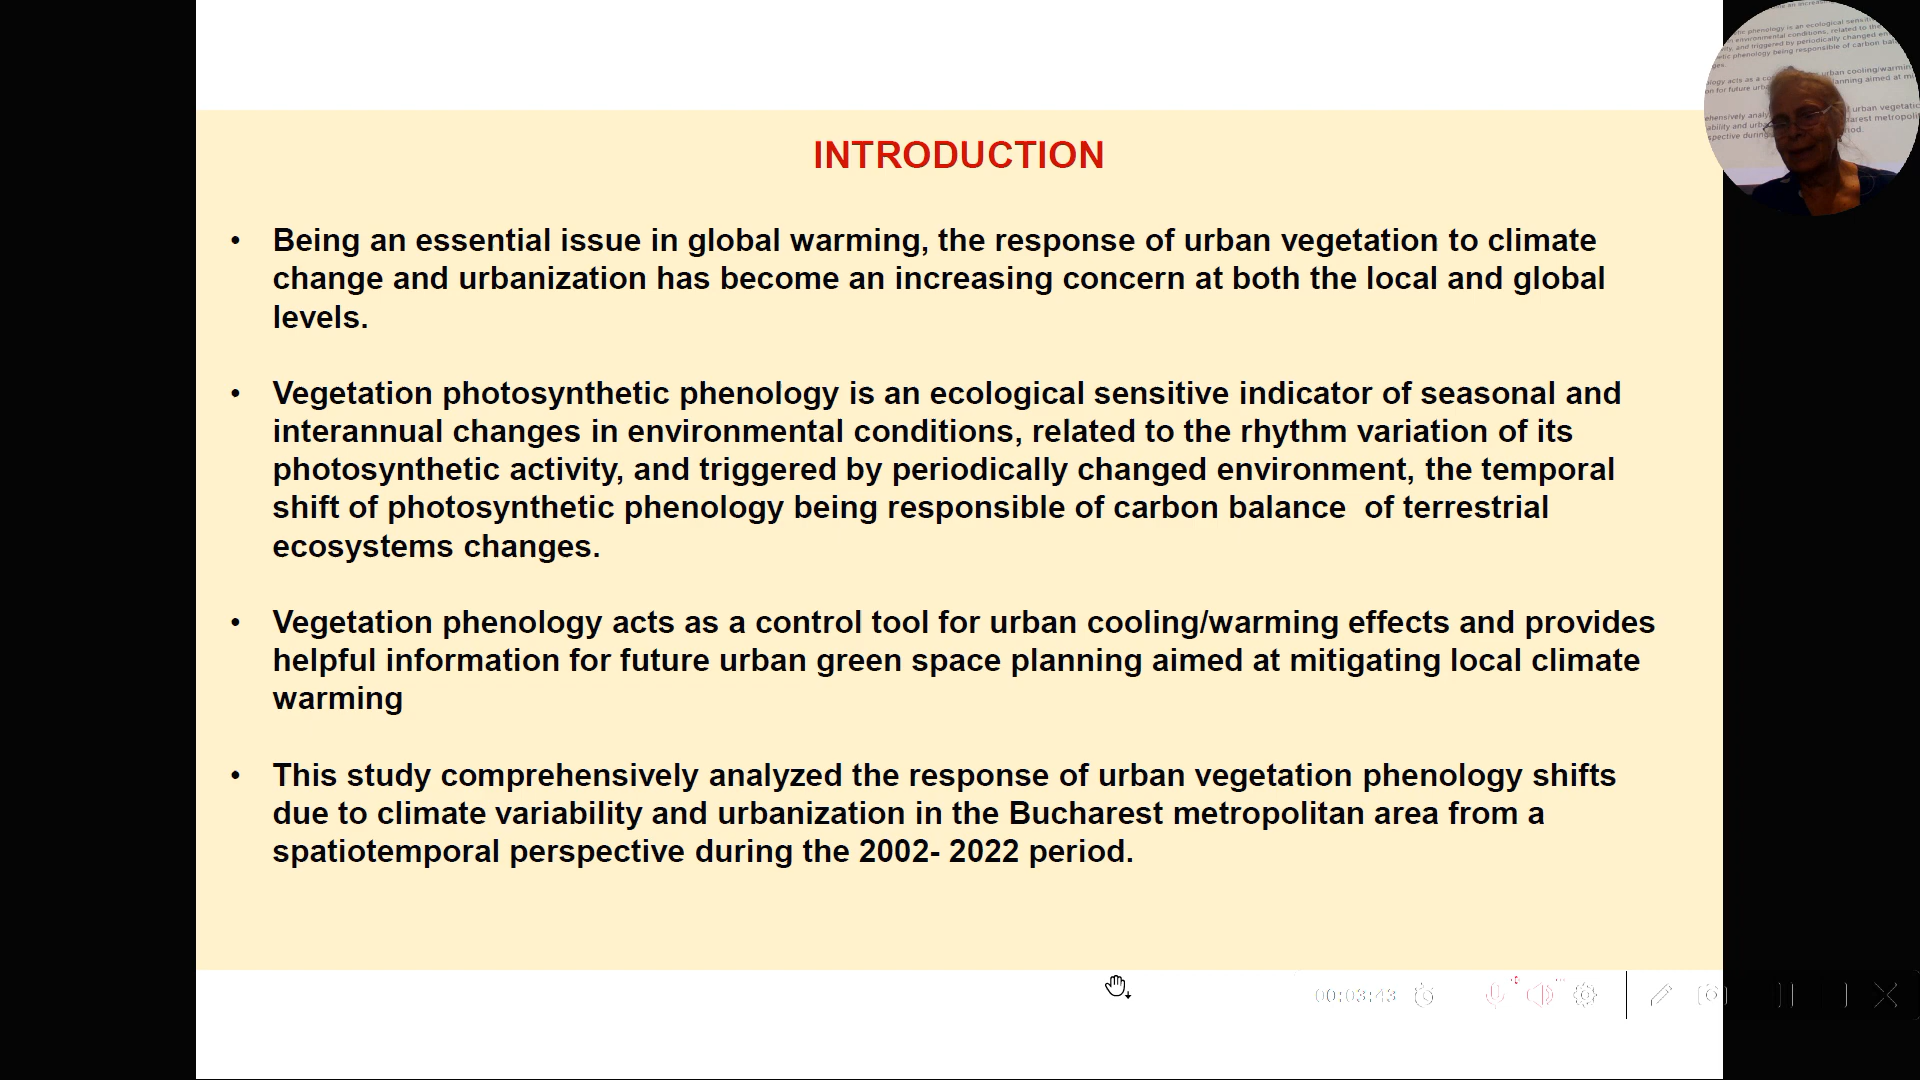 INTRODUCTION
• Being an essential issue in global warming, the response of urban vegetation to climate
change and urbanization has become an increasing concern at both the local and global
levels.
• Vegetation photosynthetic phenology is an ecological sensitive indicator of seasonal and
interannual changes in environmental conditions, related to the rhythm variation of its
photosynthetic activity, and triggered by periodically changed environment, the temporal
shift of photosynthetic phenology being responsible of carbon balance  of terrestrial
ecosystems changes.
• Vegetation phenology acts as a control tool for urban cooling/warming effects and provides
helpful information for future urban green space planning aimed at mitigating local climate
warming
• This study comprehensively analyzed the response of urban vegetation phenology shifts
due to climate variability and urbanization in the Bucharest metropolitan area from a
spatiotemporal perspective during the 2002- 2022 period.
00:03:43